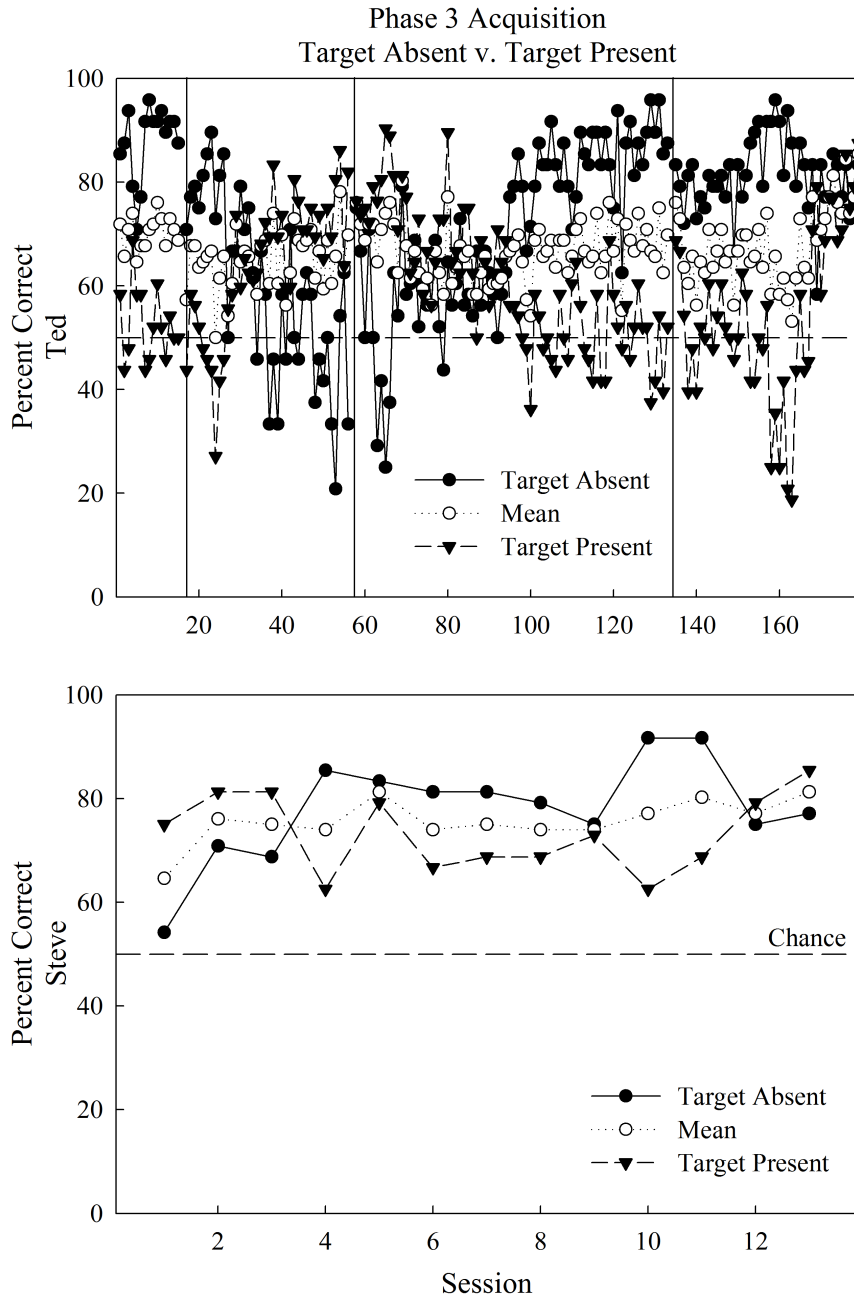 Phase 3 Acquisition
Target Absent v. Target Present
Percent Correct
Ted
100
80
60
40
20
0
Target Absent
Mean
Target Present
20 40 60 80 100 120 140 160
Percent Correct
Steve
100
80
60
40
20
0
Chance
Target Absent
Mean
Target Present
2 4 6 8 10 12
Session